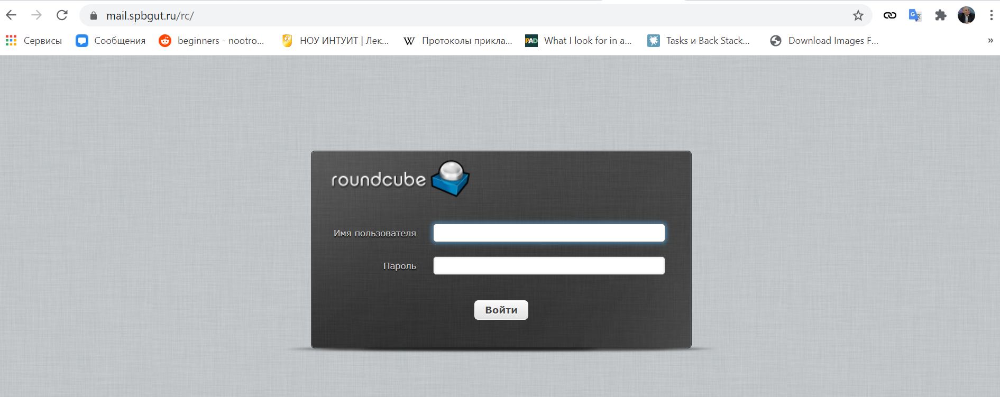 mail.spbgut.ru/rc/
Сервисы Сообщения beginners - nootro... НОУ ИНТУИТ | Лек... W Протоколы прикла... PAD What I look for in a... Tasks и Back Stack... Download Images F... »
roundcube
Имя пользователя
Пароль
Войти